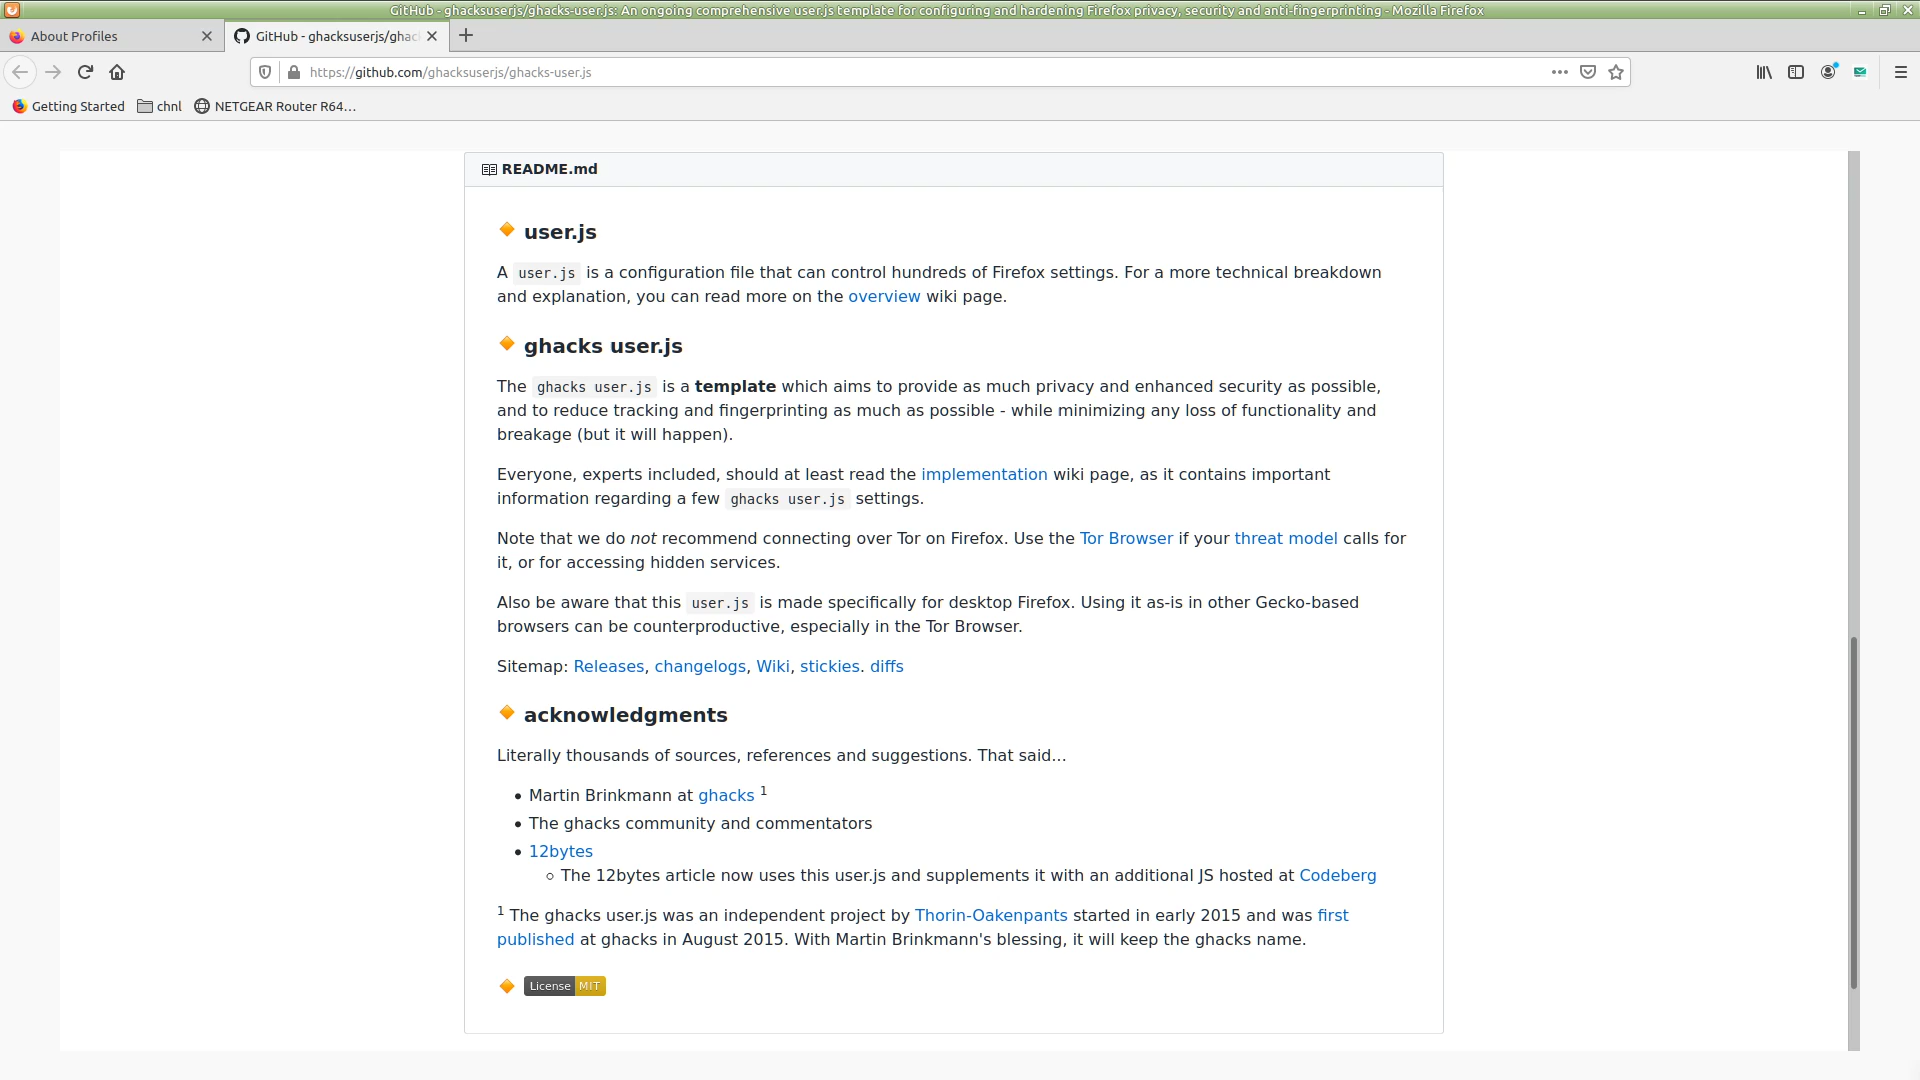 GitHub - ghacksuserjs/ghacks-user.js: An ongoing comprehensive user.js template for configuring and hardening Firefox privacy, security and anti-fingerprinting - Mozilla Firefox
About Profiles
GitHub - ghacksuserjs/ghac
https://github.com/ghacksuserjs/ghacks-user.js
Getting Started
chnl
NETGEAR Router R64...
README.md
user.js
A user.js is a configuration file that can control hundreds of Firefox settings. For a more technical breakdown
and explanation, you can read more on the overview wiki page.
ghacks user.js
The ghacks user.js is a template which aims to provide as much privacy and enhanced security as possible,
and to reduce tracking and fingerprinting as much as possible - while minimizing any loss of functionality and
breakage (but it will happen).
Everyone, experts included, should at least read the implementation wiki page, as it contains important
information regarding a few ghacks user.js settings.
Note that we do not recommend connecting over Tor on Firefox. Use the Tor Browser if your threat model calls for
it, or for accessing hidden services.
Also be aware that this user.js is made specifically for desktop Firefox. Using it as-is in other Gecko-based
browsers can be counterproductive, especially in the Tor Browser.
Sitemap: Releases, changelogs, Wiki, stickies. diffs
acknowledgments
Literally thousands of sources, references and suggestions. That said...
• Martin Brinkmann at ghacks 1
• The ghacks community and commentators
• 12bytes
◦ The 12bytes article now uses this user.js and supplements it with an additional JS hosted at Codeberg
1 The ghacks user.js was an independent project by Thorin-Oakenpants started in early 2015 and was first
published at ghacks in August 2015. With Martin Brinkmann's blessing, it will keep the ghacks name.
License MIT